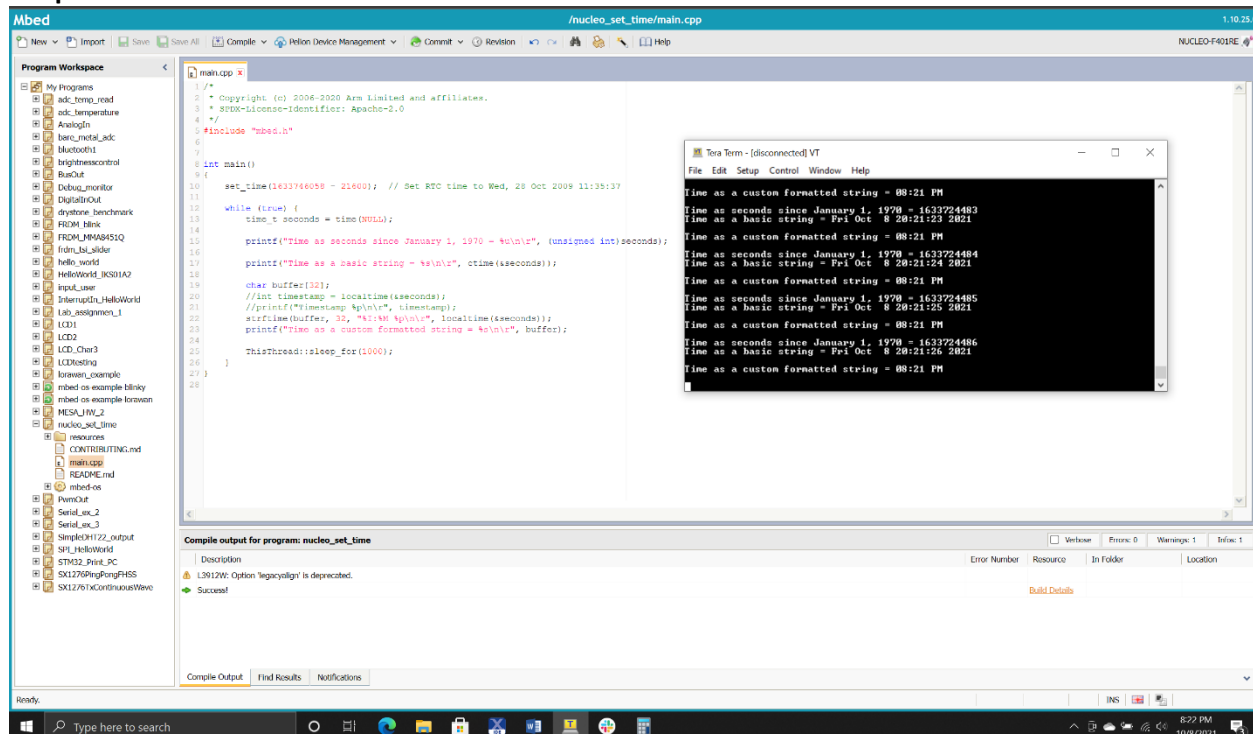 Mbed
/nucleo_set_time/main.cpp
1.10.25.
New Import Save Save All Compile Pelion Device Management Commit Revision Help
NUCLEO-F401RE
Program Workspace
My Programs
adc_temp_read
adc_temperature
AnalogIn
bare_metal_adc
bluetooth1
brightnesscontrol
BusOut
Debug_monitor
DigitalInOut
drystone_benchmark
FRDM_blink
FRDM_MMA8451Q
frdm_tsi_slider
hello_world
HelloWorld_IKS01A2
input_user
InterruptIn_HelloWorld
Lab_assignmen_1
LCD1
LCD2
LCD_Char3
LCDtesting
lorawan_example
mbed os example blinky
mbed os example lorawan
MESA_HW_2
nucleo_set_time
resources
CONTRIBUTING.md
main.cpp
README.md
mbed-os
PwmOut
Serial_ex_2
Serial_ex_3
SimpleDHT22_output
SPI_HelloWorld
STM32_Print_PC
SX1276PingPongFHSS
SX1276TxContinuousWave
main.cpp x
1 /*
2 * Copyright (c) 2006-2020 Arm Limited and affiliates.
3 * SPDX-License-Identifier: Apache-2.0
4 */
5 #include "mbed.h"
6
7
8 int main()
9 {
10 set_time(1633746058 - 21600); // Set RTC time to Wed, 28 Oct 2009 11:35:37
11
12 while (true) {
13 time_t seconds = time(NULL);
14
15 printf("Time as seconds since January 1, 1970 = %u\n\r", (unsigned int)seconds);
16
17 printf("Time as a basic string = %s\n\r", ctime(&seconds));
18
19 char buffer[32];
20 //int timestamp = localtime(&seconds);
21 //printf("Timestamp %p\n\r", timestamp);
22 strftime(buffer, 32, "%I:%M %p\n\r", localtime(&seconds));
23 printf("Time as a custom formatted string = %s\n\r", buffer);
24
25 ThisThread::sleep_for(1000);
26 }
27 }
28
Tera Term - [disconnected] VT
File Edit Setup Control Window Help
Time as a custom formatted string = 08:21 PM
Time as seconds since January 1, 1970 = 1633724483
Time as a basic string = Fri Oct 8 20:21:23 2021
Time as a custom formatted string = 08:21 PM
Time as seconds since January 1, 1970 = 1633724484
Time as a basic string = Fri Oct 8 20:21:24 2021
Time as a custom formatted string = 08:21 PM
Time as seconds since January 1, 1970 = 1633724485
Time as a basic string = Fri Oct 8 20:21:25 2021
Time as a custom formatted string = 08:21 PM
Time as seconds since January 1, 1970 = 1633724486
Time as a basic string = Fri Oct 8 20:21:26 2021
Time as a custom formatted string = 08:21 PM
Compile output for program: nucleo_set_time
Verbose Errors: 0 Warnings: 1 Infos: 1
Description Error Number Resource In Folder Location
L3912W: Option 'legacyalign' is deprecated.
Success! Build Details
Compile Output Find Results Notifications
Ready.
INS
Type here to search
8:22 PM
10/8/2021